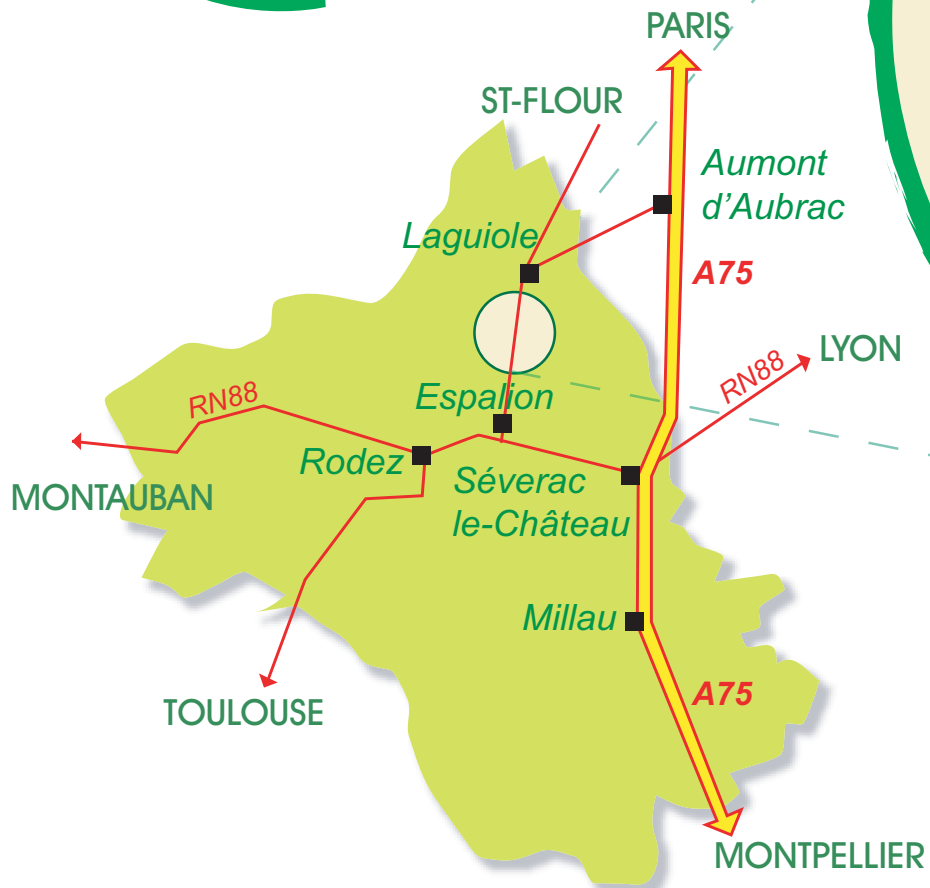 PARIS
ST-FLOUR
Aumont
d'Aubrac
Laguiole
A75
LYON
RN88
RN88
Espalion
Rodez
Séverac
le-Château
MONTAUBAN
Millau
A75
TOULOUSE
MONTPELLIER